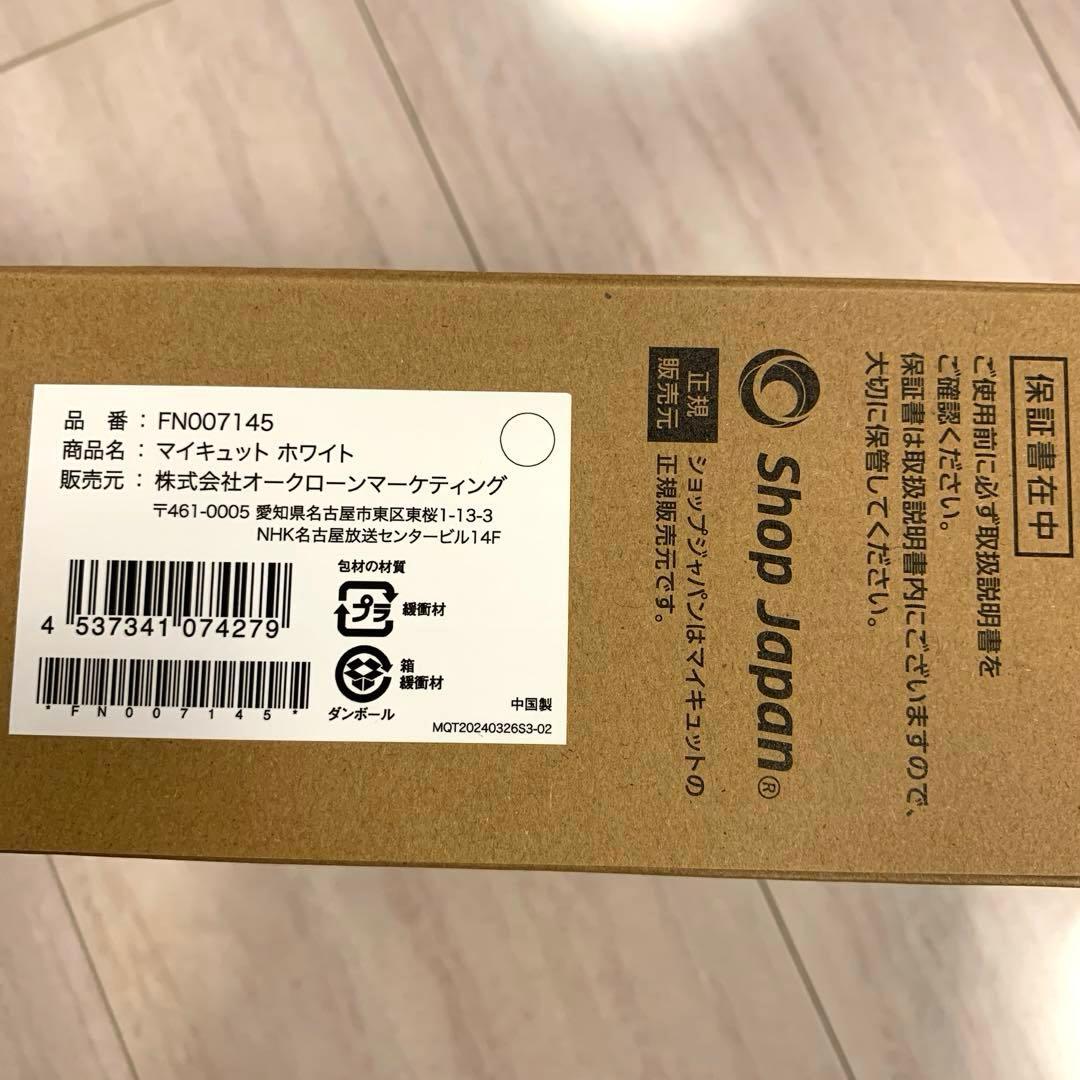 品 番 : FN007145
商品名 : マイキュット ホワイト
販売元 : 株式会社オークローンマーケティング
〒461-0005 愛知県名古屋市東区東桜1-13-3
NHK名古屋放送センタービル14F
包材の材質
プラ
緩衝材
4 537341 074279
箱
緩衝材
ダンボール
*FN007145*
中国製
MQT20240326S3-02
保証書在中
ご使用前に必ず取扱説明書を
ご確認ください。
保証書は取扱説明書内にございますので、
大切に保管してください。
Shop Japan®
正規
販売元
ショップジャパンはマイキュットの
正規販売元です。